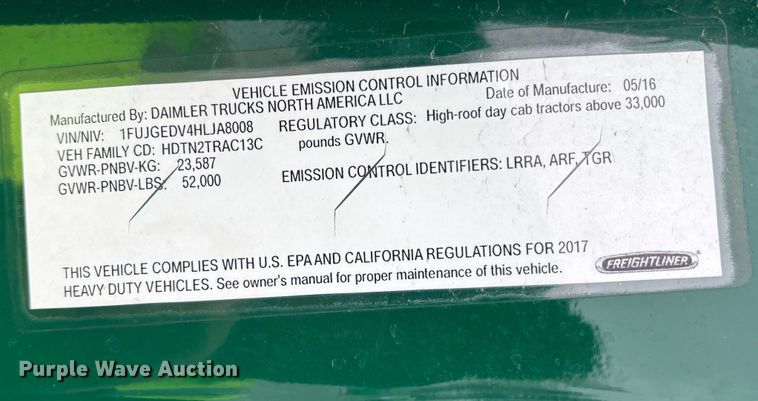 VEHICLE EMISSION CONTROL INFORMATION
Manufactured By: DAIMLER TRUCKS NORTH AMERICA LLC
Date of Manufacture: 05/16
VIN/NIV: 1FUJGEDV4HLJA8008
VEH FAMILY CD: HDTN2TRAC13C
GVWR-PNBV-KG: 23,587
GVWR-PNBV-LBS: 52,000
REGULATORY CLASS: High-roof day cab tractors above 33,000
pounds GVWR.
EMISSION CONTROL IDENTIFIERS: LRRA, ARF, TGR
THIS VEHICLE COMPLIES WITH U.S. EPA AND CALIFORNIA REGULATIONS FOR 2017
HEAVY DUTY VEHICLES. See owner's manual for proper maintenance of this vehicle.
FREIGHTLINER
Purple Wave Auction